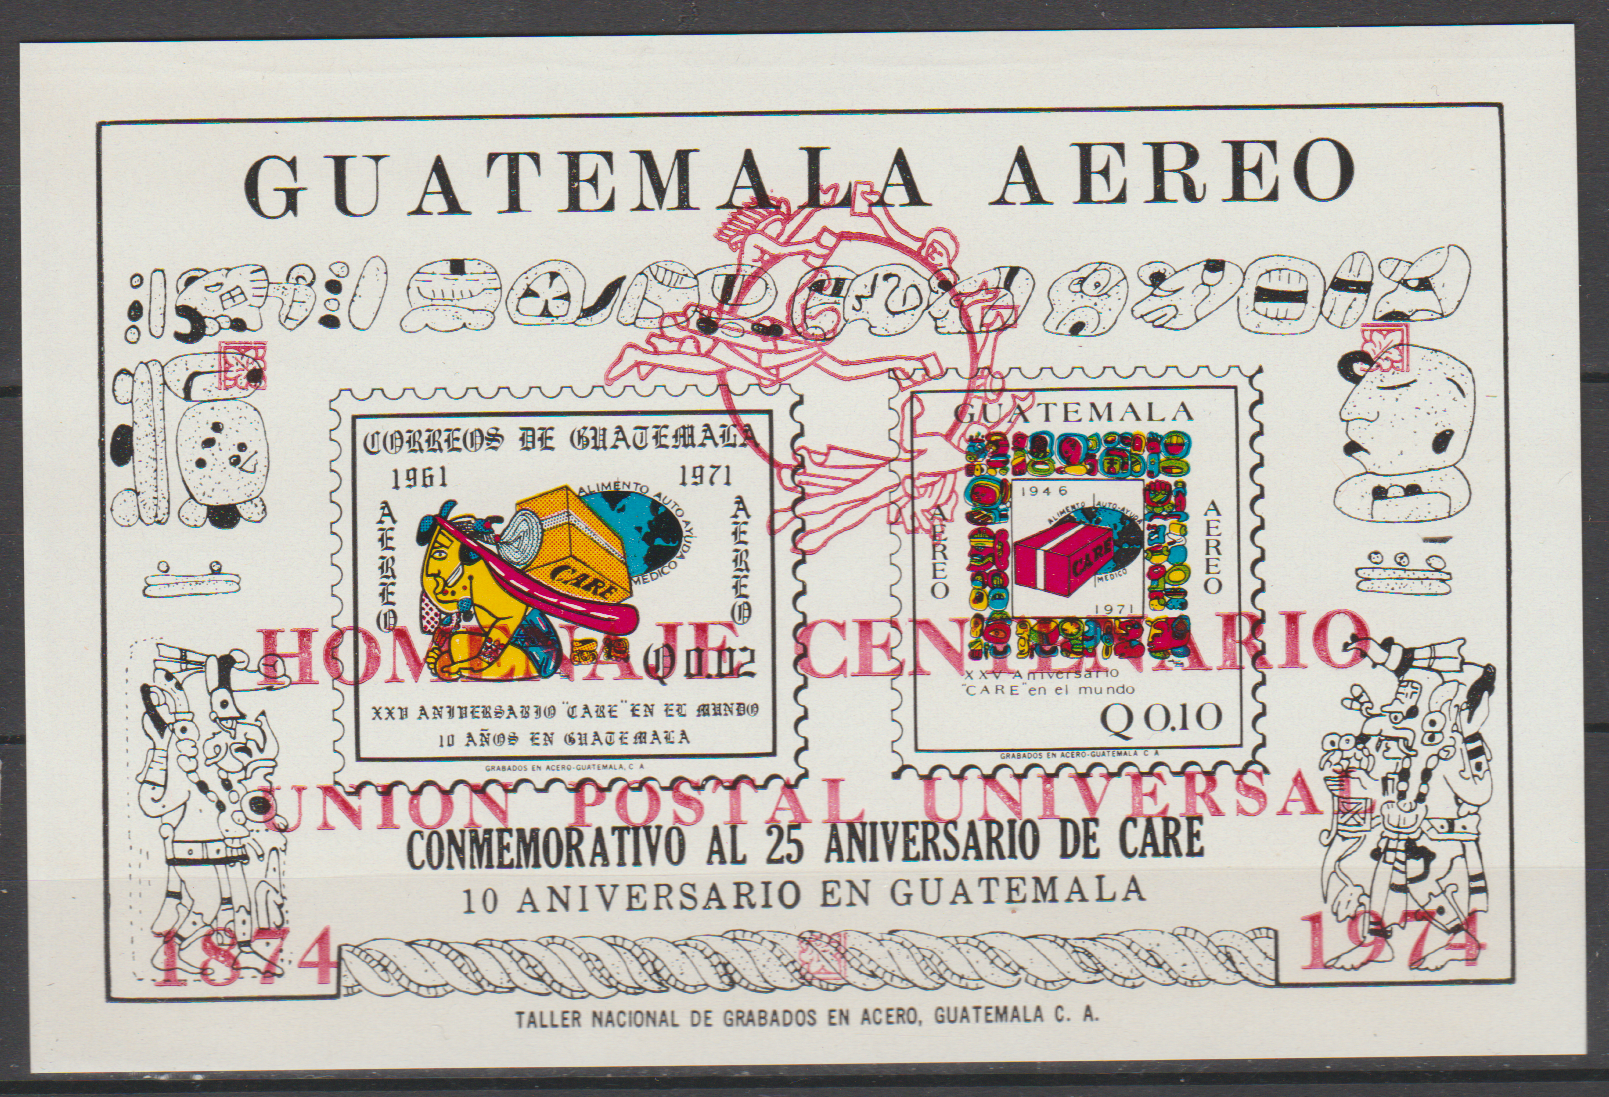 GUATEMALA AEREO
CORREOS DE GUATEMALA
1961 1971
AEREO
ALIMENTO AUTO AYUDA MEDICO
AEREO
CARE
Q 0.02
XXV ANIVERSARIO "CARE" EN EL MUNDO
10 AÑOS EN GUATEMALA
GRABADOS EN ACERO-GUATEMALA, C A
GUATEMALA
1946
AEREO
ALIMENTO AUTO-AYUDA MEDICO
AEREO
CARE
1971
XXV Aniversario
"CARE" en el mundo
Q 0.10
GRABADOS EN ACERO-GUATEMALA C A
HOMENAJE CENTENARIO
UNION POSTAL UNIVERSAL
CONMEMORATIVO AL 25 ANIVERSARIO DE CARE
10 ANIVERSARIO EN GUATEMALA
1874 1974
TALLER NACIONAL DE GRABADOS EN ACERO, GUATEMALA C. A.